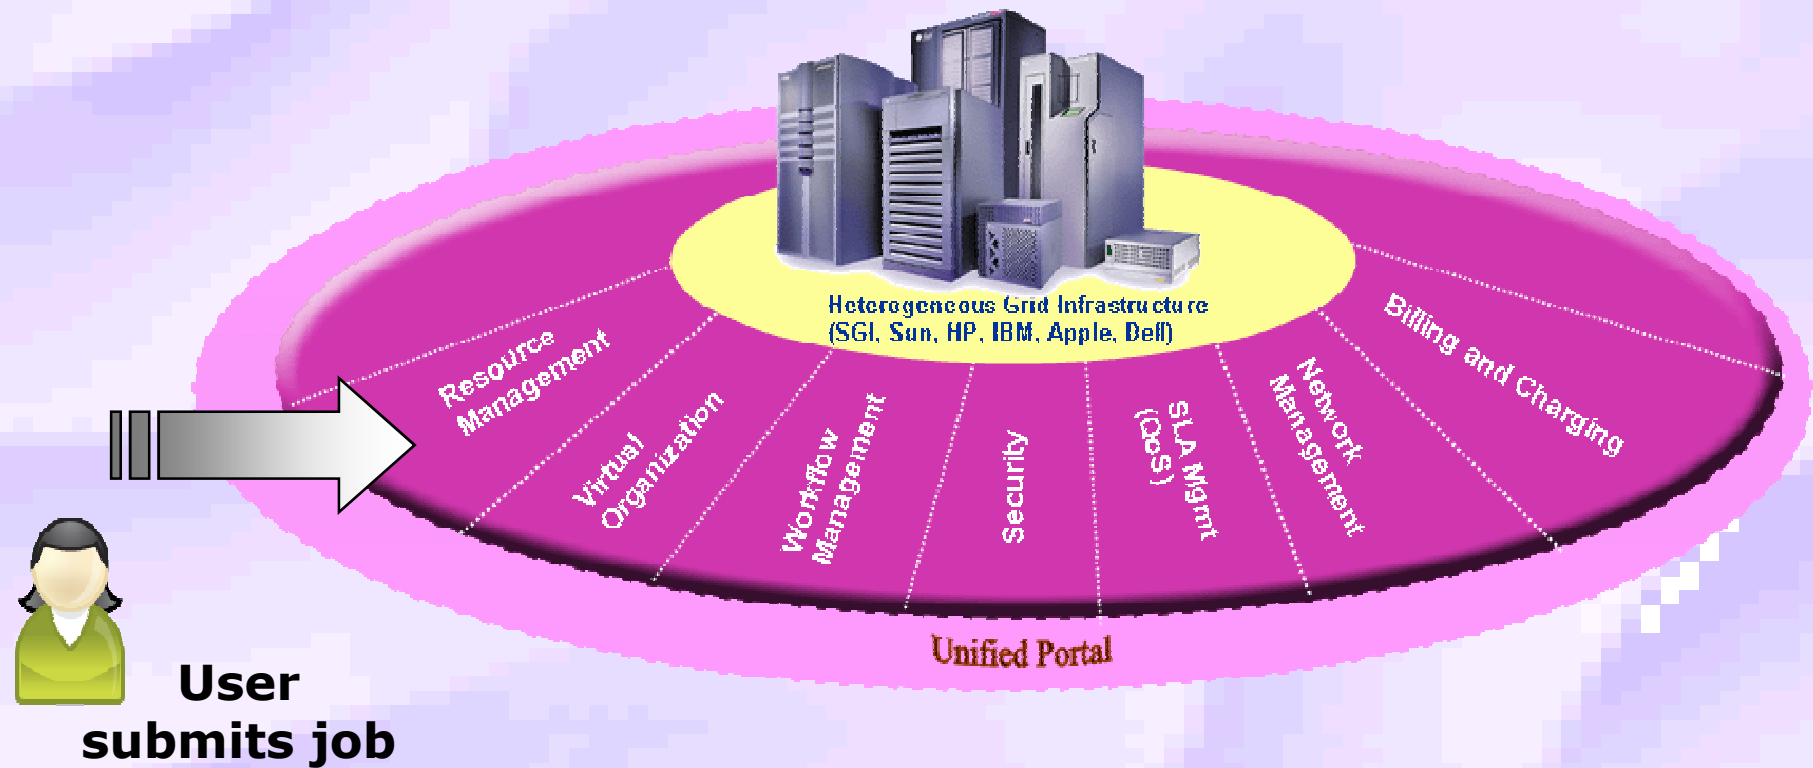 Heterogeneous Grid Infrastructure
(SGI, Sun, HP, IBM, Apple, Dell)
Resource
Management
Virtual
Organization
Workflow
Management
Security
SLA Mgmt
(QoS)
Network
Management
Billing and Charging
Unified Portal
User
submits job